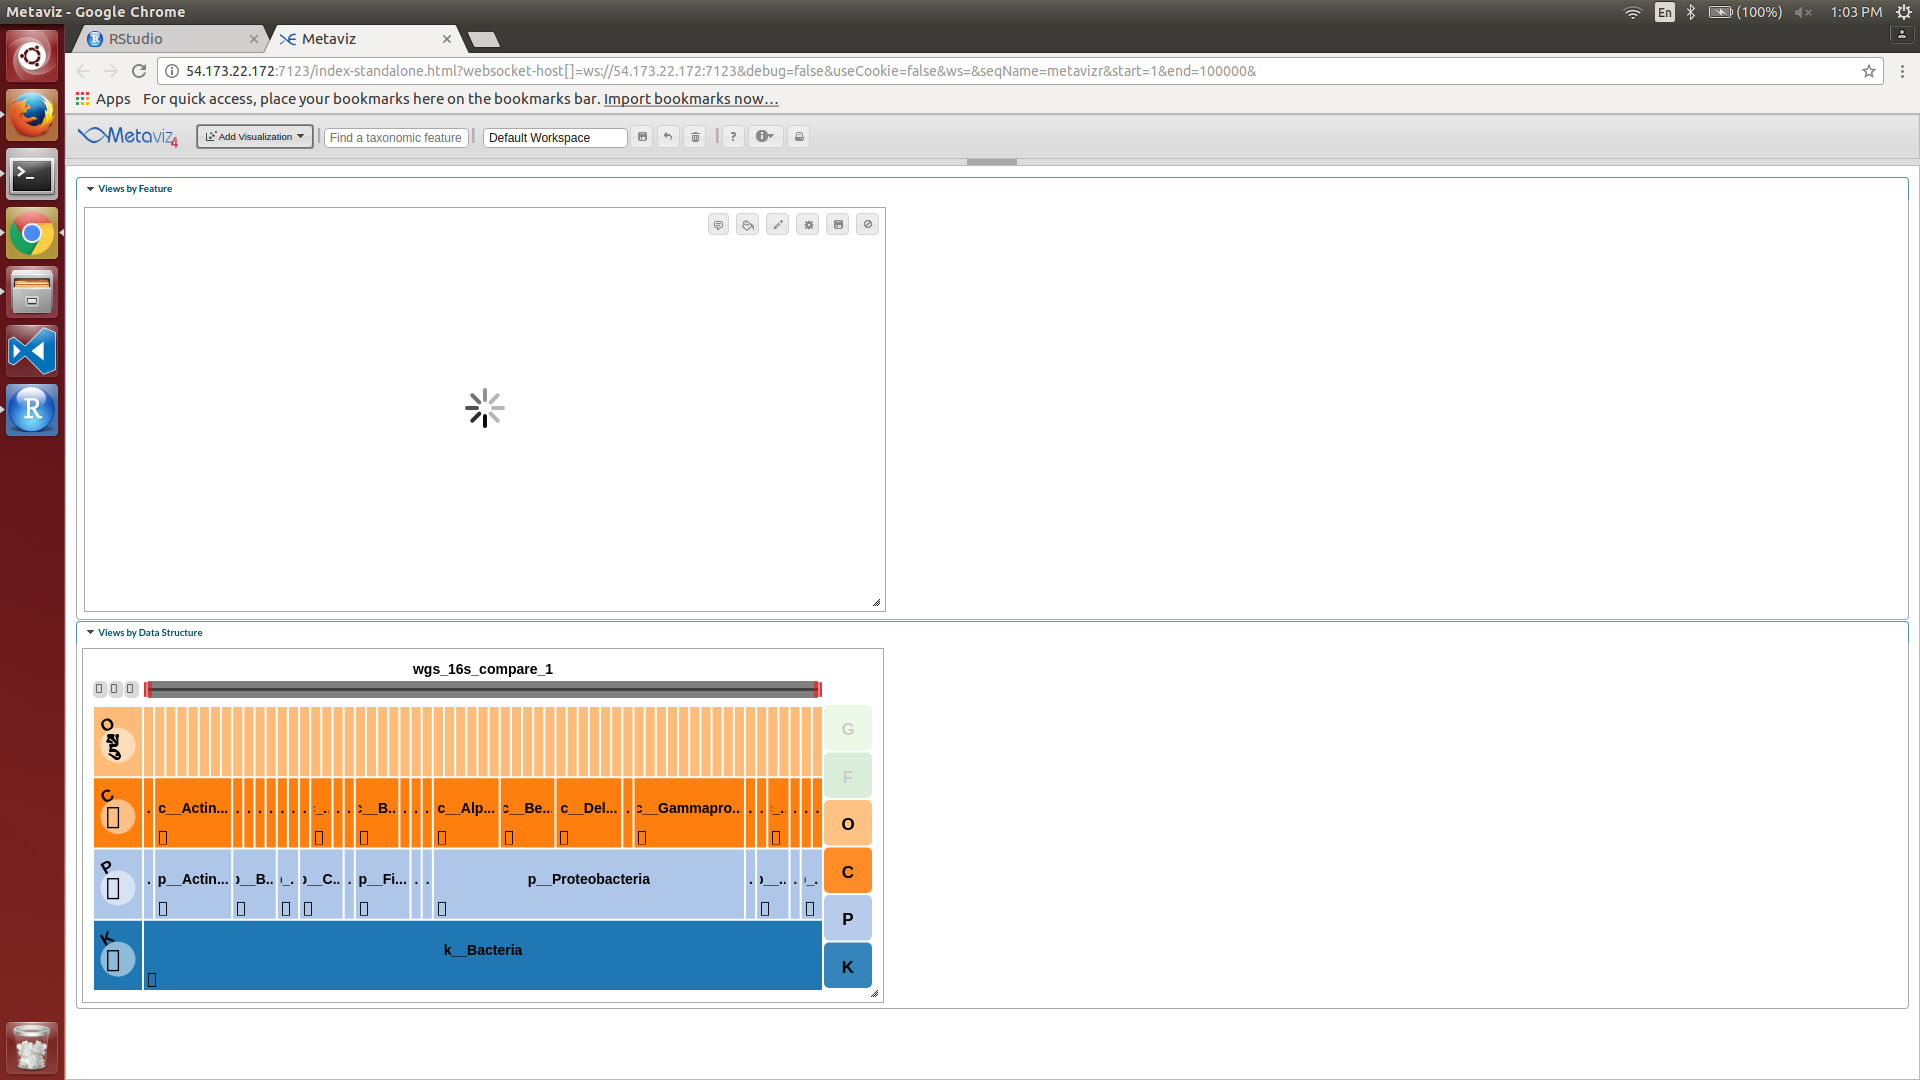 Metaviz - Google Chrome
En (100%) 1:03 PM
RStudio Metaviz
54.173.22.172:7123/index-standalone.html?websocket-host[]=ws://54.173.22.172:7123&debug=false&useCookie=false&ws=&seqName=metavizr&start=1&end=100000&
Apps For quick access, place your bookmarks here on the bookmarks bar. Import bookmarks now...
Metaviz 4 Add Visualization Find a taxonomic feature Default Workspace ?
Views by Feature
Views by Data Structure
wgs_16s_compare_1
O G
F
C . c__Actin... . . . . . . . :_.. . . :__B.. . . . c__Alp... c__Be... c__Del... . c__Gammapro... . . :_.. . . . O
C
P . p__Actin... p__B.. ›_. p__C.. . p__Fi... . . p__Proteobacteria . p__.. . ›_. P
K k__Bacteria K
R